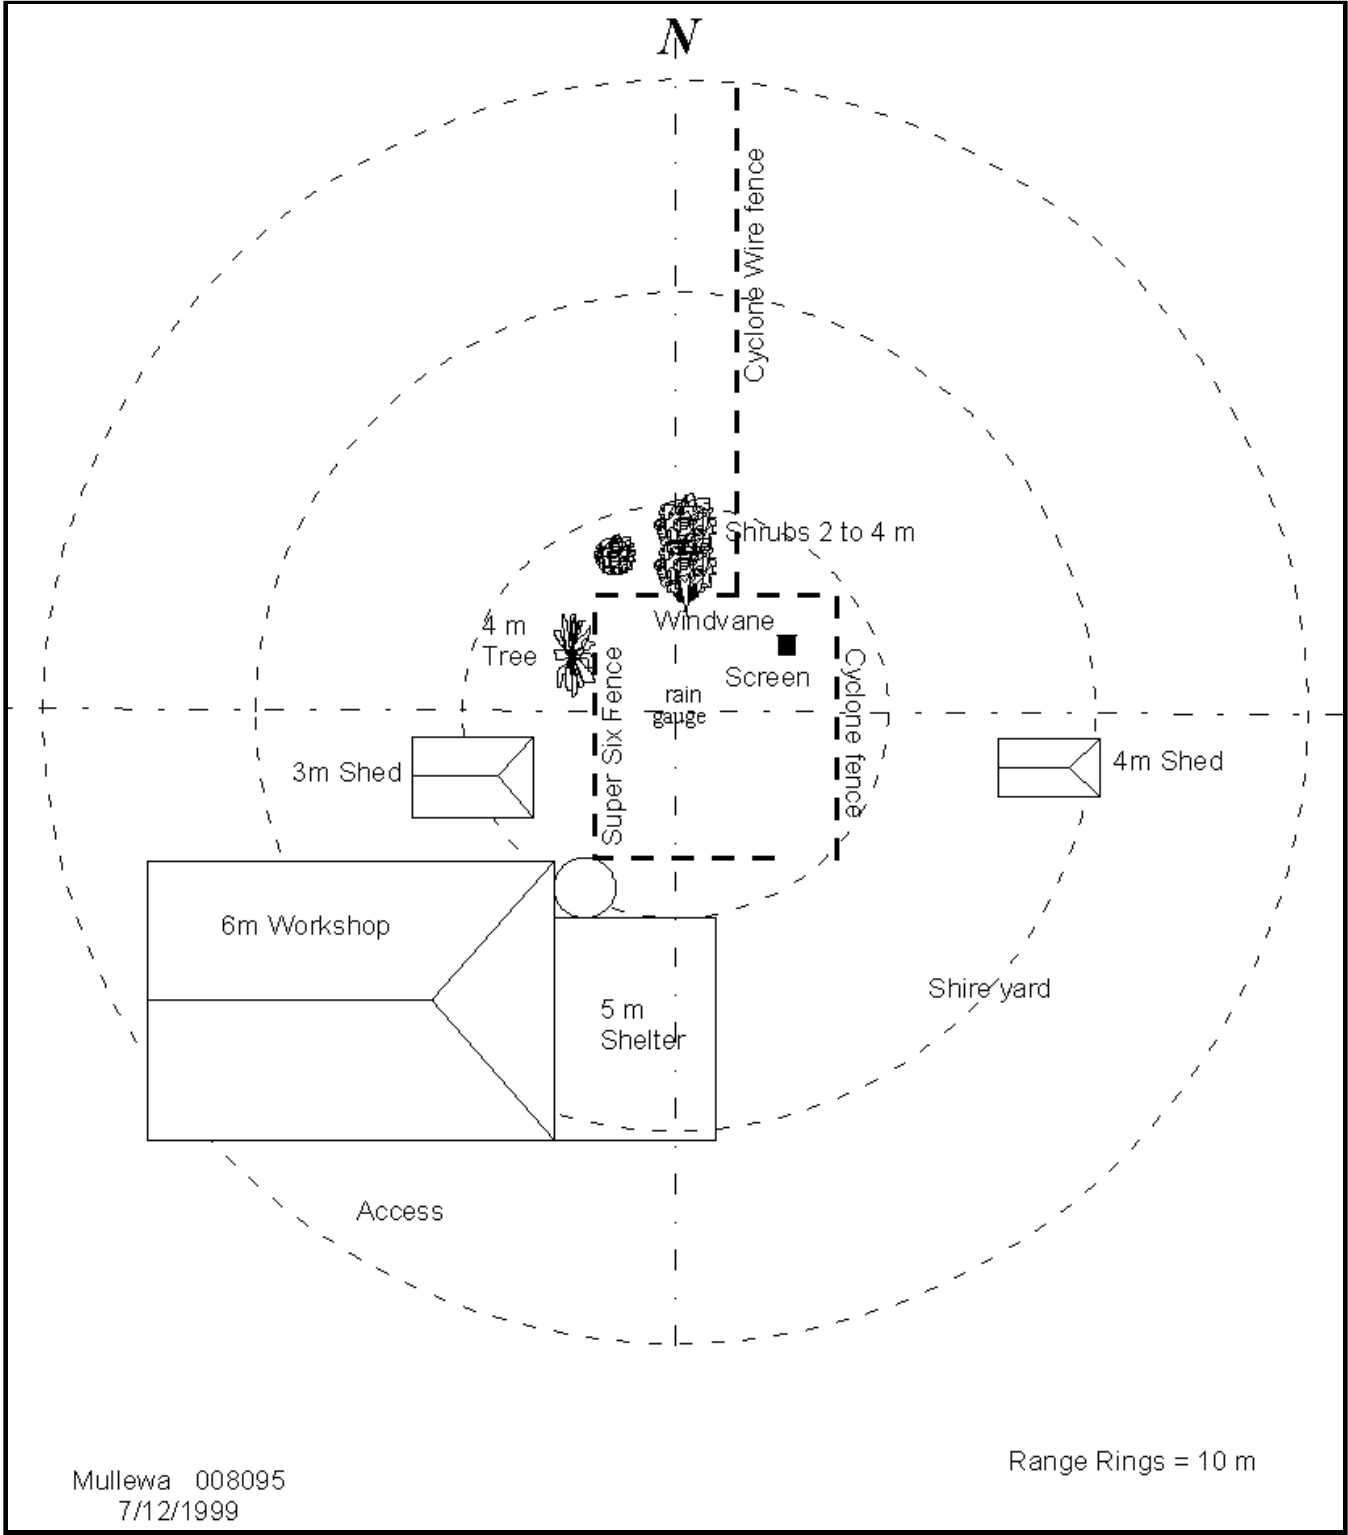 N
Cyclone Wire fence
Shrubs 2 to 4 m
4 m
Tree
Windvane
Screen
Super Six Fence
rain
gauge
Cyclone fence
3m Shed
4m Shed
6m Workshop
5 m
Shelter
Shire yard
Access
Range Rings = 10 m
Mullewa 008095
7/12/1999